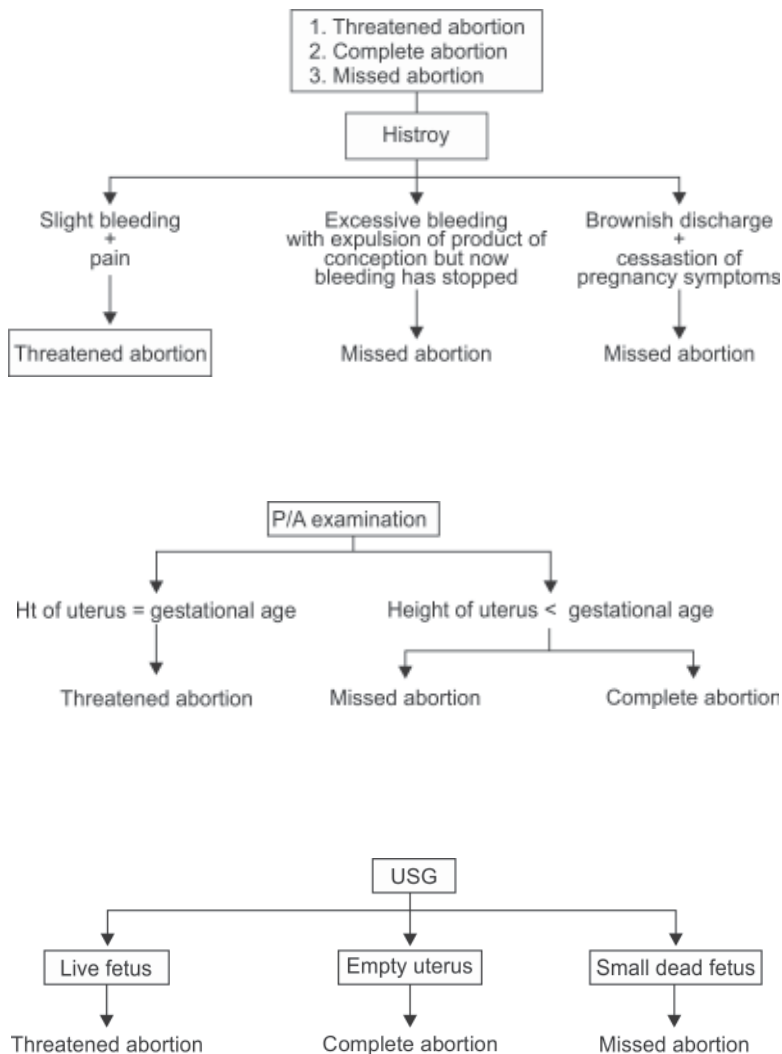 1. Threatened abortion
2. Complete abortion
3. Missed abortion
Histroy
Slight bleeding
+
pain
Excessive bleeding
with expulsion of product of
conception but now
bleeding has stopped
Brownish discharge
+
cessastion of
pregnancy symptoms
Threatened abortion
Missed abortion
Missed abortion
P/A examination
Ht of uterus = gestational age
Height of uterus < gestational age
Threatened abortion
Missed abortion
Complete abortion
USG
Live fetus
Empty uterus
Small dead fetus
Threatened abortion
Complete abortion
Missed abortion